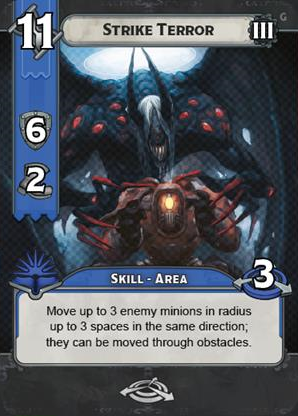 11
STRIKE TERROR
III
G
6
2
SKILL - AREA
3
Move up to 3 enemy minions in radius
up to 3 spaces in the same direction;
they can be moved through obstacles.